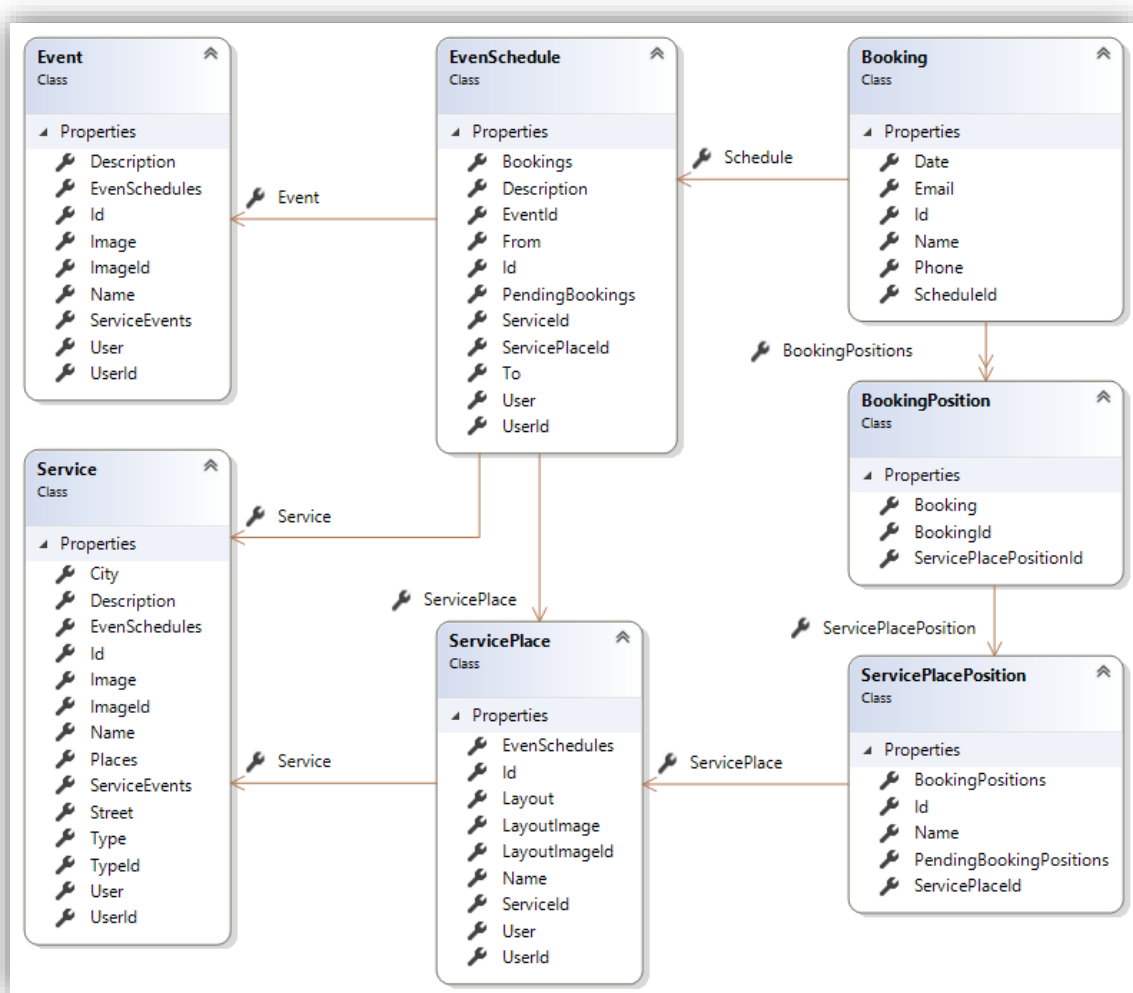 Event
Class
Properties
Description
EvenSchedules
Id
Image
ImageId
Name
ServiceEvents
User
UserId
Event
EvenSchedule
Class
Properties
Bookings
Description
EventId
From
Id
PendingBookings
ServiceId
ServicePlaceId
To
User
UserId
Schedule
Booking
Class
Properties
Date
Email
Id
Name
Phone
ScheduleId
BookingPositions
BookingPosition
Class
Properties
Booking
BookingId
ServicePlacePositionId
Service
Class
Properties
City
Description
EvenSchedules
Id
Image
ImageId
Name
Places
ServiceEvents
Street
Type
TypeId
User
UserId
Service
ServicePlace
Service
ServicePlace
Class
Properties
EvenSchedules
Id
Layout
LayoutImage
LayoutImageId
Name
ServiceId
User
UserId
ServicePlace
ServicePlacePosition
ServicePlacePosition
Class
Properties
BookingPositions
Id
Name
PendingBookingPositions
ServicePlaceId